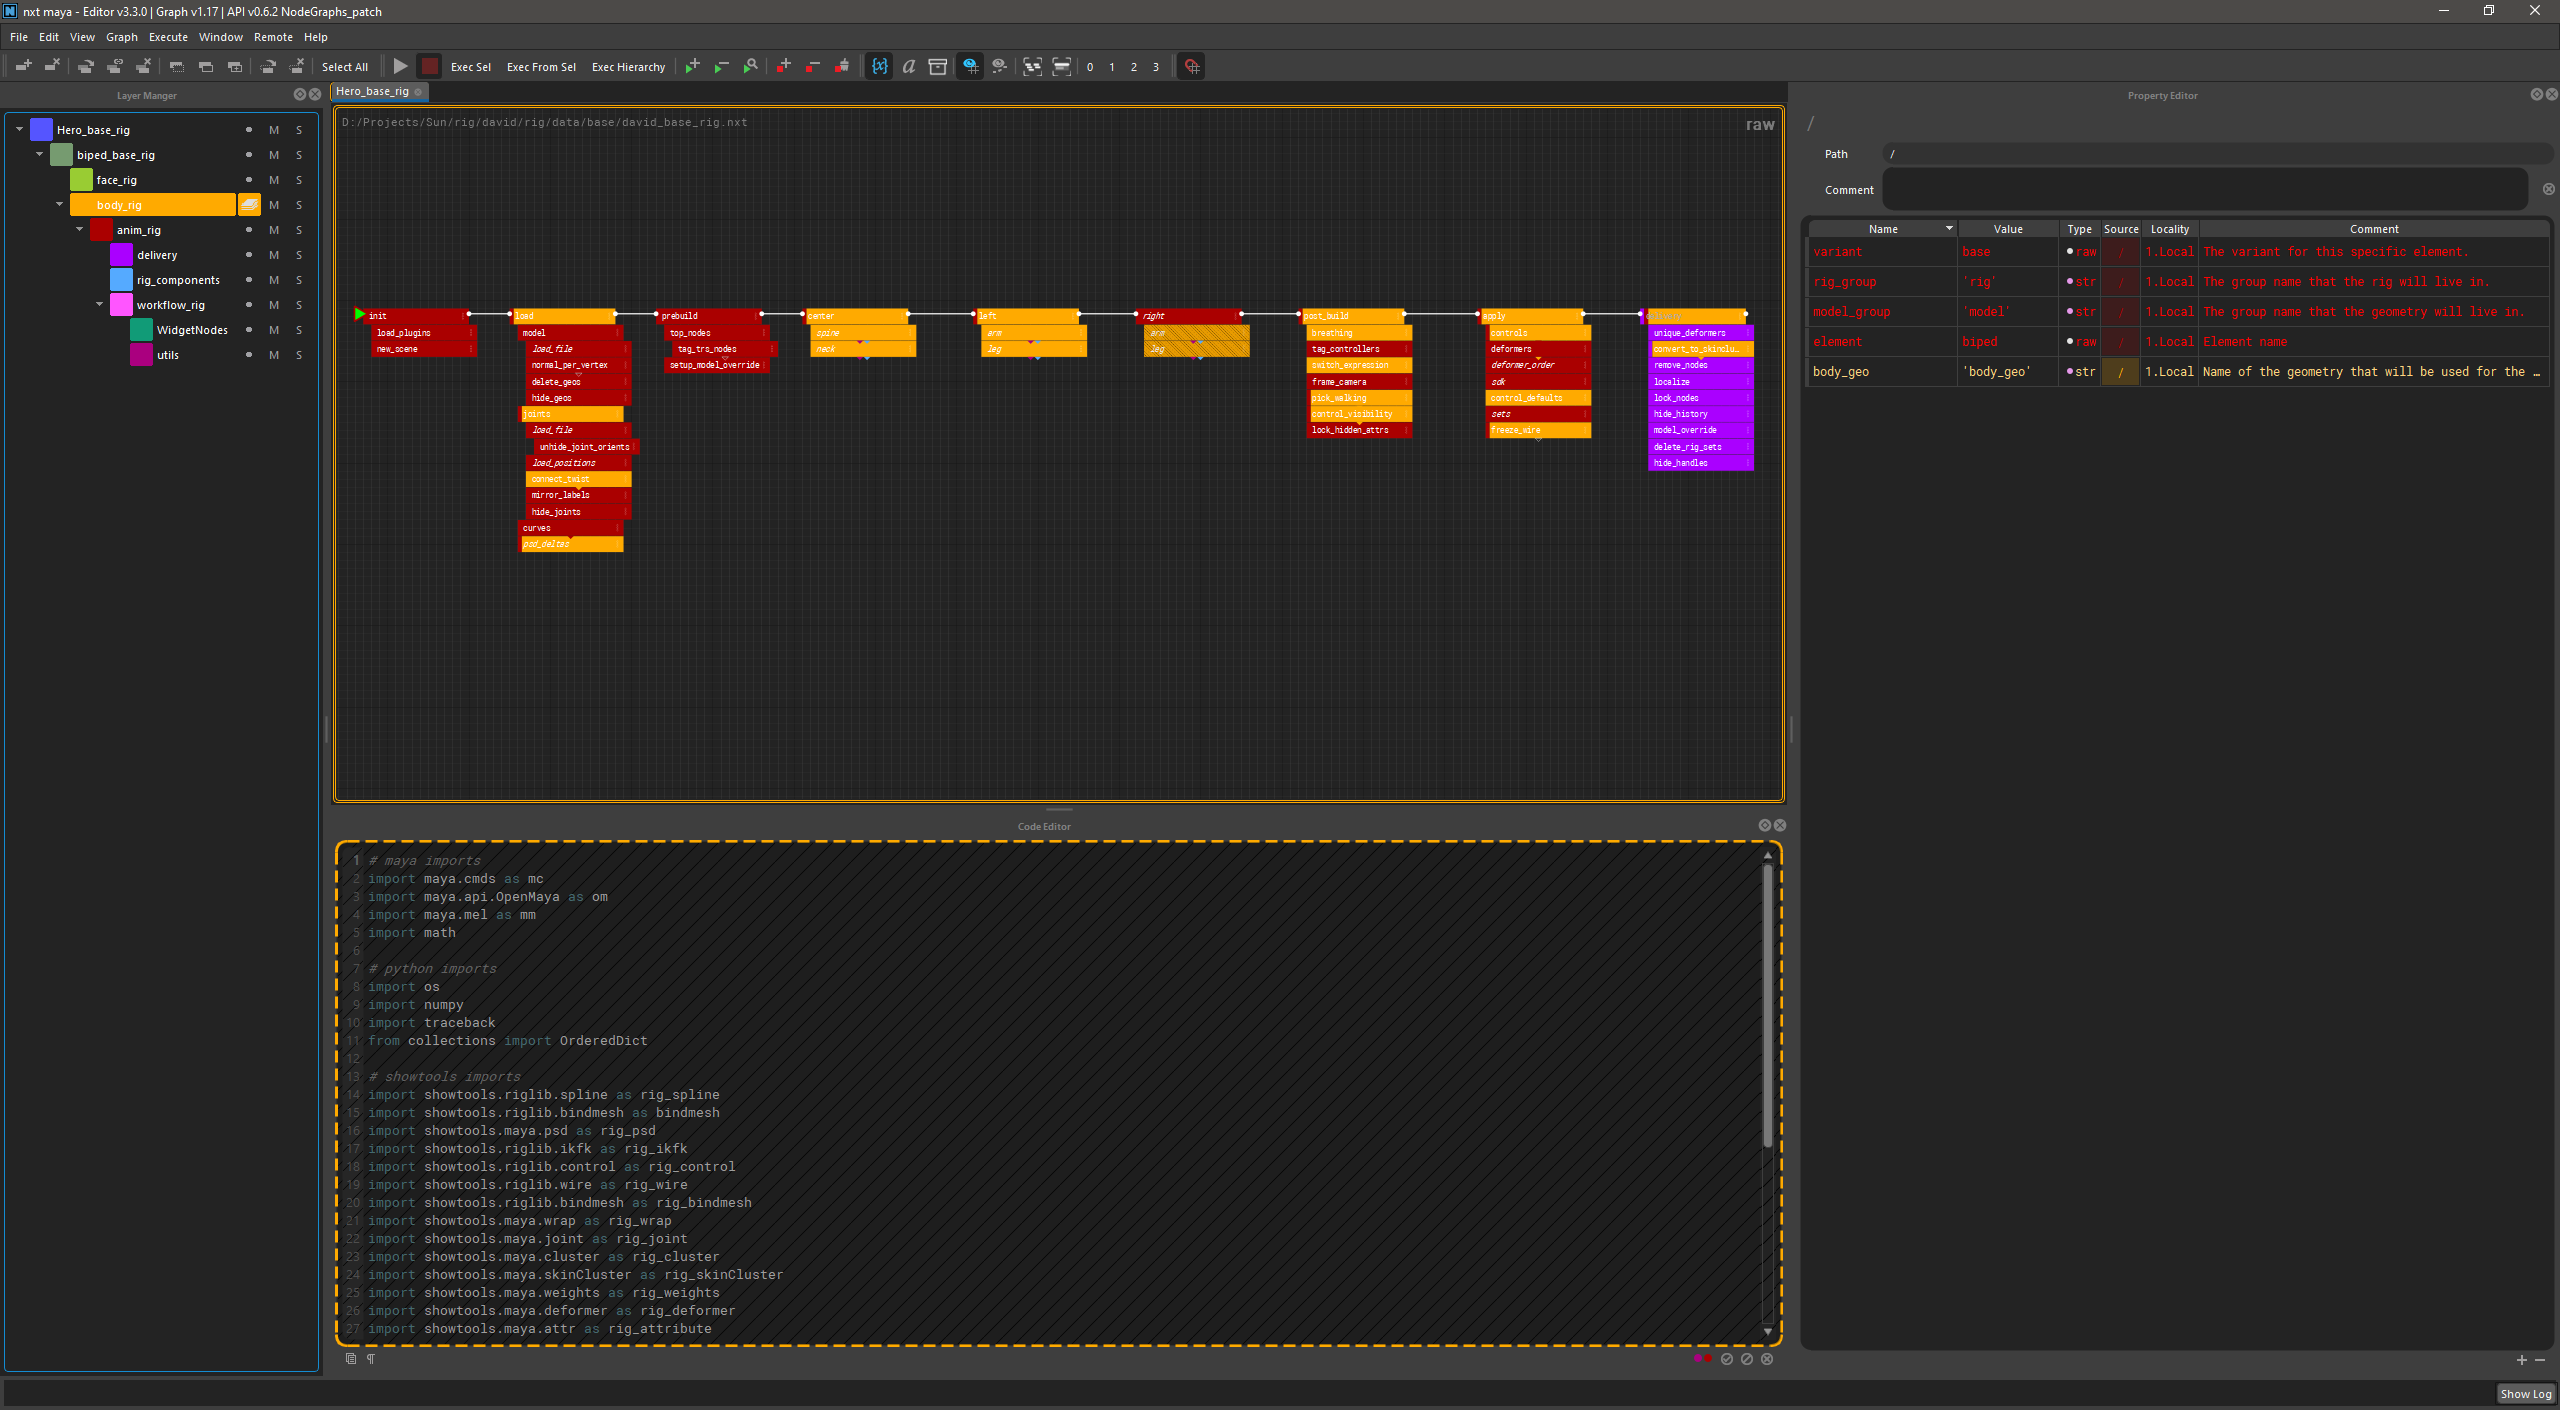 nxt maya - Editor v3.3.0 | Graph v1.17 | API v0.6.2 NodeGraphs_patch
File Edit View Graph Execute Window Remote Help
Select All Exec Sel Exec From Sel Exec Hierarchy 0 1 2 3
Layer Manger
Hero_base_rig M S
biped_base_rig M S
face_rig M S
body_rig M S
anim_rig M S
delivery M S
rig_components M S
workflow_rig M S
WidgetNodes M S
utils M S
Hero_base_rig
D:/Projects/Sun/rig/david/rig/data/base/david_base_rig.nxt
raw
init
load_plugins
new_scene
load
model
load_file
normal_per_vertex
delete_geos
hide_geos
joints
load_file
unhide_joint_orients
load_positions
connect_twist
mirror_labels
hide_joints
curves
psd_deltas
prebuild
top_nodes
tag_trs_nodes
setup_model_override
center
spine
neck
left
arm
leg
right
arm
leg
post_build
breathing
tag_controllers
switch_expression
frame_camera
pick_walking
control_visibility
lock_hidden_attrs
apply
controls
deformers
deformer_order
sdk
control_defaults
sets
freeze_wire
delivery
unique_deformers
convert_to_skinclu…
remove_nodes
localize
lock_nodes
hide_history
model_override
delete_rig_sets
hide_handles
Code Editor
1 # maya imports
2 import maya.cmds as mc
3 import maya.api.OpenMaya as om
4 import maya.mel as mm
5 import math
6
7 # python imports
8 import os
9 import numpy
10 import traceback
11 from collections import OrderedDict
12
13 # showtools imports
14 import showtools.riglib.spline as rig_spline
15 import showtools.riglib.bindmesh as bindmesh
16 import showtools.maya.psd as rig_psd
17 import showtools.riglib.ikfk as rig_ikfk
18 import showtools.riglib.control as rig_control
19 import showtools.riglib.wire as rig_wire
20 import showtools.riglib.bindmesh as rig_bindmesh
21 import showtools.maya.wrap as rig_wrap
22 import showtools.maya.joint as rig_joint
23 import showtools.maya.cluster as rig_cluster
24 import showtools.maya.skinCluster as rig_skinCluster
25 import showtools.maya.weights as rig_weights
26 import showtools.maya.deformer as rig_deformer
27 import showtools.maya.attr as rig_attribute
Property Editor
/
Path /
Comment
Name Value Type Source Locality Comment
variant base raw / 1.Local The variant for this specific element.
rig_group 'rig' str / 1.Local The group name that the rig will live in.
model_group 'model' str / 1.Local The group name that the geometry will live in.
element biped raw / 1.Local Element name
body_geo 'body_geo' str / 1.Local Name of the geometry that will be used for the …
Show Log